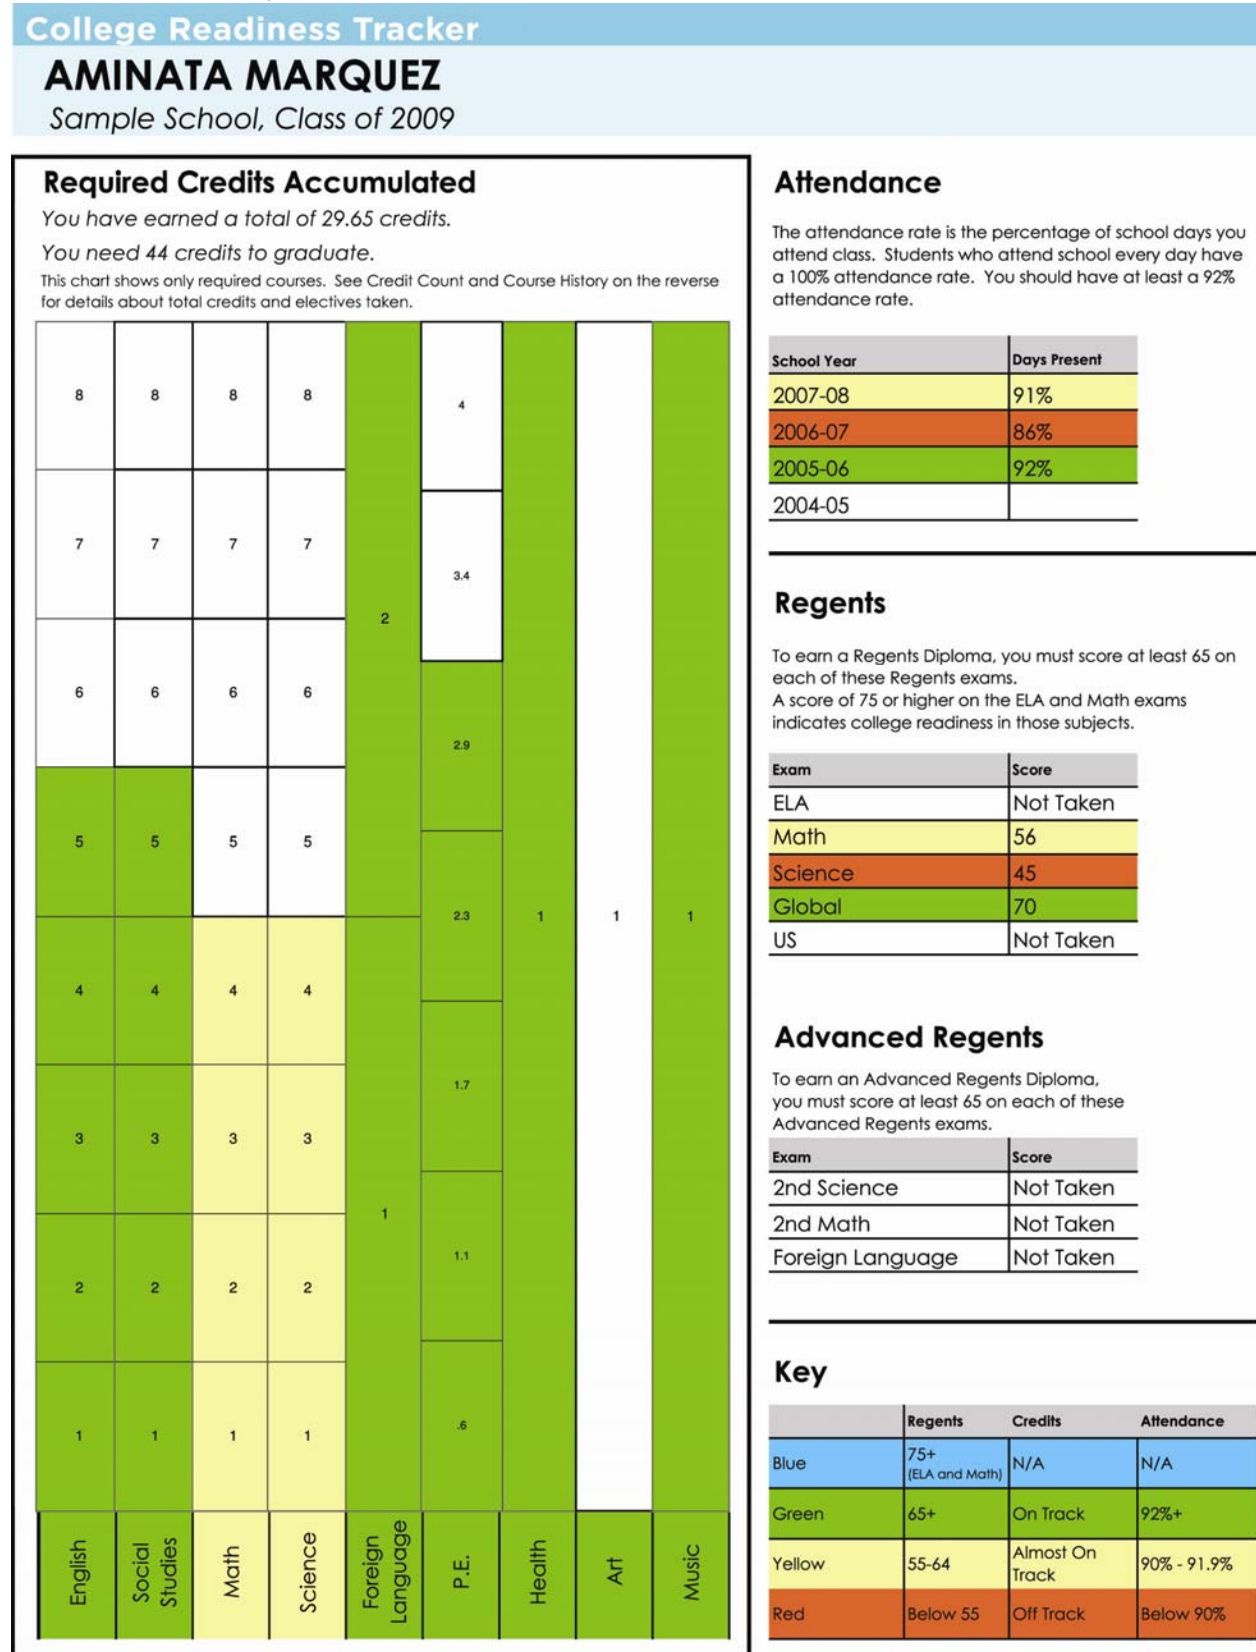 College Readiness Tracker
AMINATA MARQUEZ
Sample School, Class of 2009
Required Credits Accumulated
You have earned a total of 29.65 credits.
You need 44 credits to graduate.
This chart shows only required courses. See Credit Count and Course History on the reverse
for details about total credits and electives taken.
8 8 8 8 4
7 7 7 7 3.4
2
6 6 6 6 2.9
5 5 5 5
2.3 1 1 1
4 4 4 4
1.7
3 3 3 3
1
1.1
2 2 2 2
1 1 1 1 .6
English
Social
Studies
Math
Science
Foreign
Language
P.E.
Health
Art
Music
Attendance
The attendance rate is the percentage of school days you
attend class. Students who attend school every day have
a 100% attendance rate. You should have at least a 92%
attendance rate.
School Year Days Present
2007-08 91%
2006-07 86%
2005-06 92%
2004-05
Regents
To earn a Regents Diploma, you must score at least 65 on
each of these Regents exams.
A score of 75 or higher on the ELA and Math exams
indicates college readiness in those subjects.
Exam Score
ELA Not Taken
Math 56
Science 45
Global 70
US Not Taken
Advanced Regents
To earn an Advanced Regents Diploma,
you must score at least 65 on each of these
Advanced Regents exams.
Exam Score
2nd Science Not Taken
2nd Math Not Taken
Foreign Language Not Taken
Key
Regents Credits Attendance
Blue 75+ (ELA and Math) N/A N/A
Green 65+ On Track 92%+
Yellow 55-64 Almost On Track 90% - 91.9%
Red Below 55 Off Track Below 90%